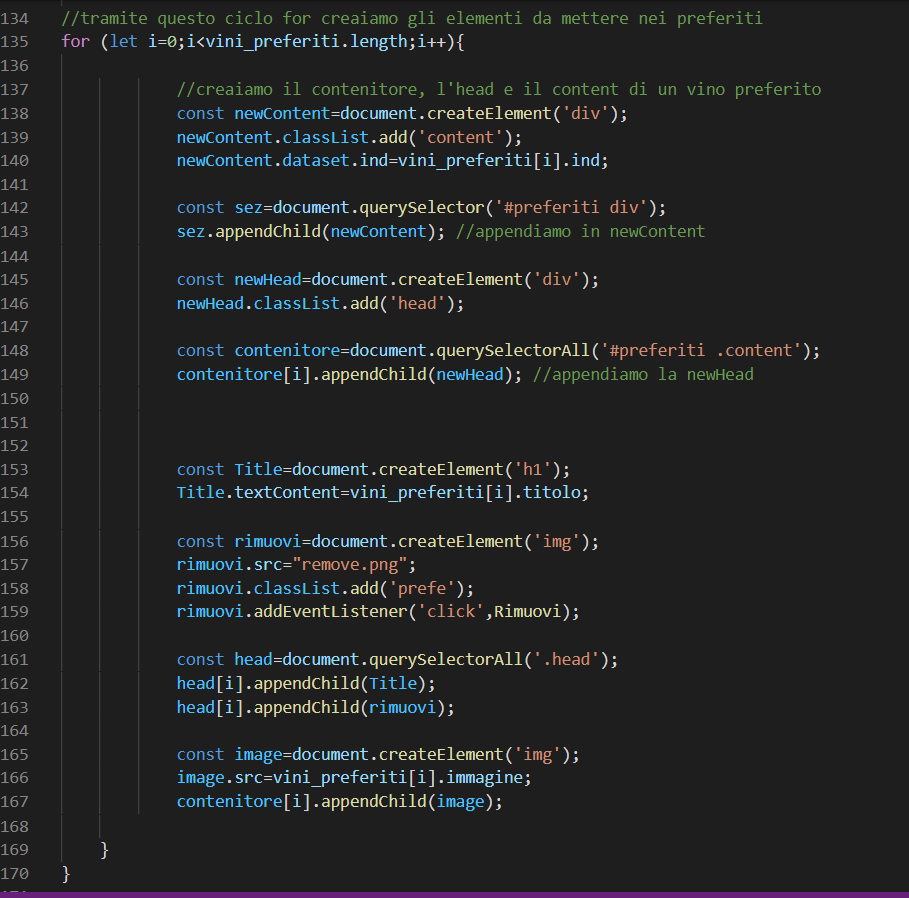 134 //tramite questo ciclo for creaiamo gli elementi da mettere nei preferiti
135 for (let i=0;i<vini_preferiti.length;i++){
136
137 //creaiamo il contenitore, l'head e il content di un vino preferito
138 const newContent=document.createElement('div');
139 newContent.classList.add('content');
140 newContent.dataset.ind=vini_preferiti[i].ind;
141
142 const sez=document.querySelector('#preferiti div');
143 sez.appendChild(newContent); //appendiamo in newContent
144
145 const newHead=document.createElement('div');
146 newHead.classList.add('head');
147
148 const contenitore=document.querySelectorAll('#preferiti .content');
149 contenitore[i].appendChild(newHead); //appendiamo la newHead
150
151
152
153 const Title=document.createElement('h1');
154 Title.textContent=vini_preferiti[i].titolo;
155
156 const rimuovi=document.createElement('img');
157 rimuovi.src="remove.png";
158 rimuovi.classList.add('prefe');
159 rimuovi.addEventListener('click',Rimuovi);
160
161 const head=document.querySelectorAll('.head');
162 head[i].appendChild(Title);
163 head[i].appendChild(rimuovi);
164
165 const image=document.createElement('img');
166 image.src=vini_preferiti[i].immagine;
167 contenitore[i].appendChild(image);
168
169 }
170 }